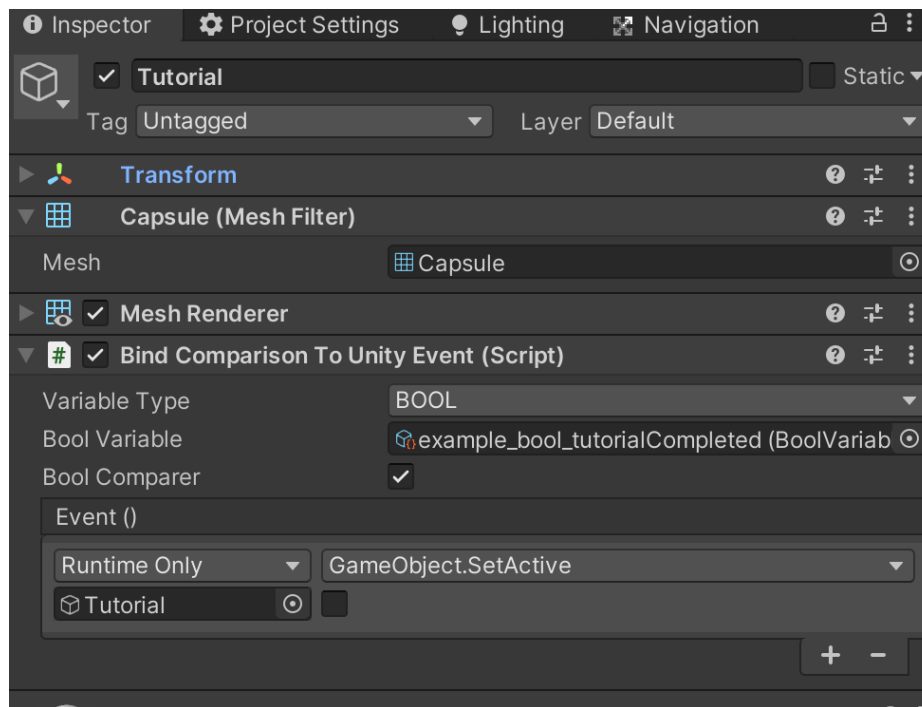 Inspector Project Settings Lighting Navigation
Tutorial Static
Tag Untagged Layer Default
Transform
Capsule (Mesh Filter)
Mesh Capsule
Mesh Renderer
# Bind Comparison To Unity Event (Script)
Variable Type BOOL
Bool Variable example_bool_tutorialCompleted (BoolVariab
Bool Comparer
Event ()
Runtime Only GameObject.SetActive
Tutorial